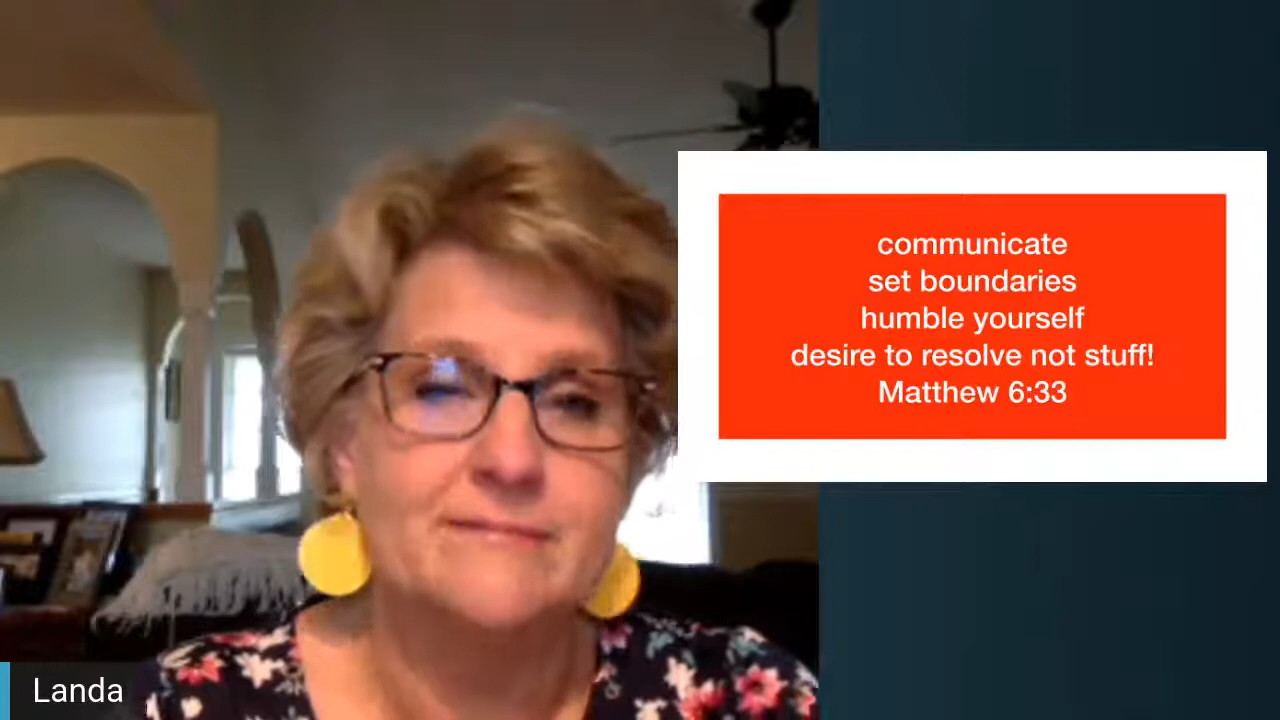 communicate
set boundaries
humble yourself
desire to resolve not stuff!
Matthew 6:33
Landa